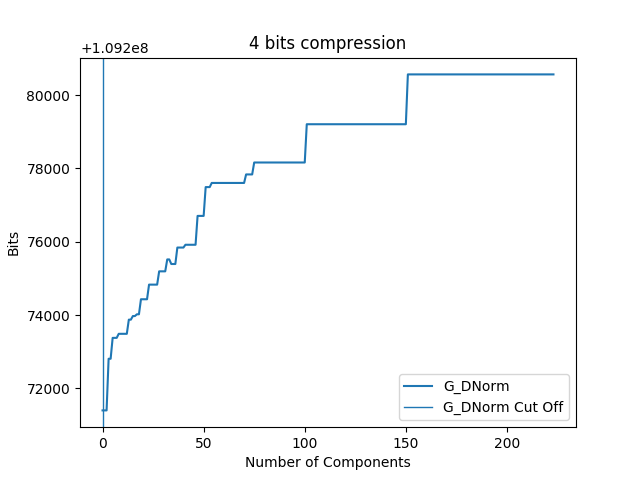 4 bits compression
+1.092e8
80000
78000
76000
74000
72000
Bits
0 50 100 150 200
Number of Components
G_DNorm
G_DNorm Cut Off